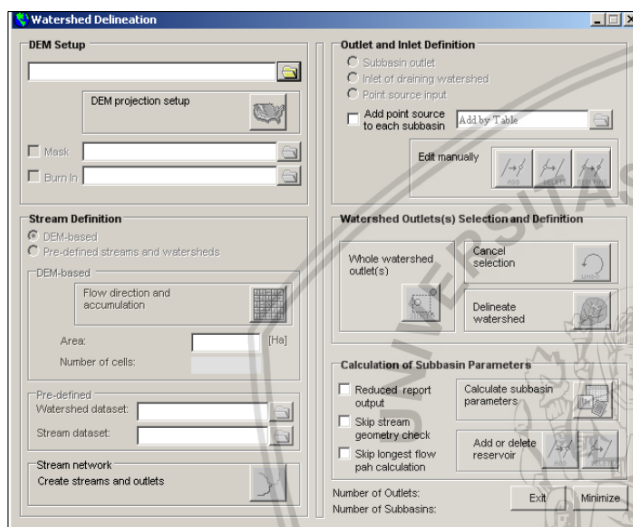 Watershed Delineation
DEM Setup
DEM projection setup
Mask
Burn In
Stream Definition
DEM-based
Pre-defined streams and watersheds
DEM-based
Flow direction and
accumulation
Area:
[Ha]
Number of cells:
Pre-defined
Watershed dataset:
Stream dataset:
Stream network
Create streams and outlets
Outlet and Inlet Definition
Subbasin outlet
Inlet of draining watershed
Point source input
Add point source
to each subbasin
Add by Table
Edit manually
Watershed Outlets(s) Selection and Definition
Whole watershed
outlet(s)
Cancel
selection
Delineate
watershed
Calculation of Subbasin Parameters
Reduced report
output
Skip stream
geometry check
Skip longest flow
pah calculation
Calculate subbasin
parameters
Add or delete
reservoir
Number of Outlets:
Number of Subbasins:
Exit
Minimize
UNIVERSITAS